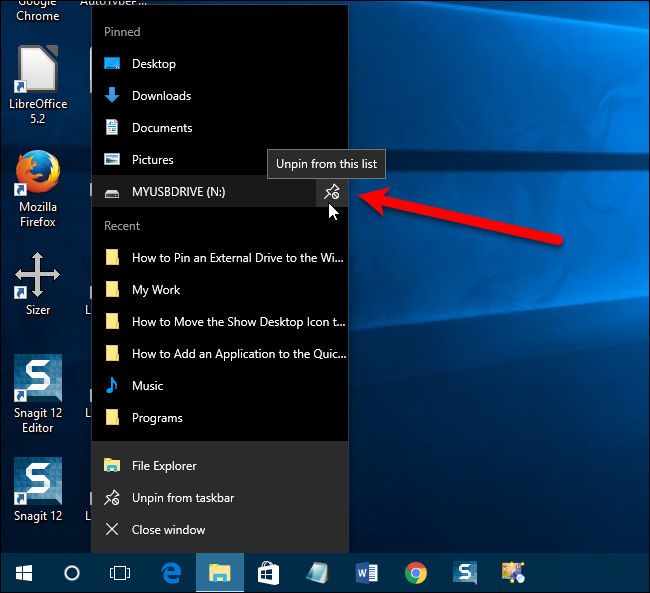 Google
Chrome
AutoTyper...
LibreOffice
5.2
Mozilla
Firefox
Sizer
Snagit 12
Editor
Snagit 12
Pinned
Desktop
Downloads
Documents
Pictures
Unpin from this list
MYUSBDRIVE (N:)
Recent
How to Pin an External Drive to the Wi...
My Work
How to Move the Show Desktop Icon t...
How to Add an Application to the Quic...
Music
Programs
File Explorer
Unpin from taskbar
Close window